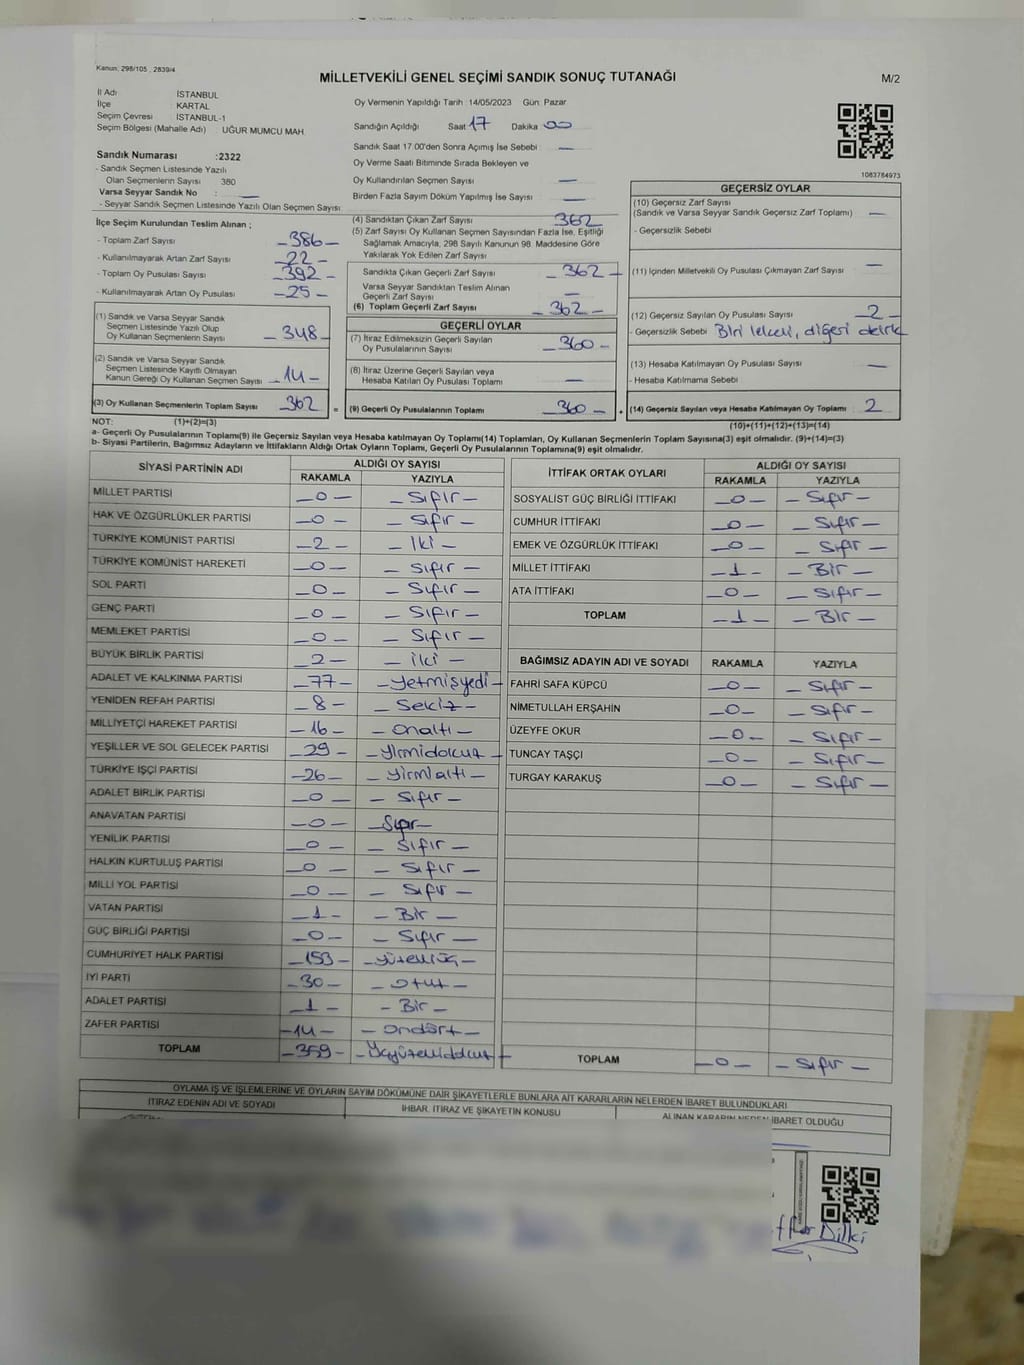 Kanun: 298/105 , 2839/4
MİLLETVEKİLİ GENEL SEÇİMİ SANDIK SONUÇ TUTANAĞI
M/2
İl Adı İSTANBUL
İlçe KARTAL
Seçim Çevresi İSTANBUL-1
Seçim Bölgesi (Mahalle Adı) : UĞUR MUMCU MAH.
Sandık Numarası :2322
- Sandık Seçmen Listesinde Yazılı
Olan Seçmenlerin Sayısı 380
Varsa Seyyar Sandık No : —
- Seyyar Sandık Seçmen Listesinde Yazılı Olan Seçmen Sayısı:
Oy Vermenin Yapıldığı Tarih :14/05/2023 Gün: Pazar
Sandığın Açıldığı Saat 17 Dakika 00
Sandık Saat 17:00'den Sonra Açımış İse Sebebi : —
Oy Verme Saati Bitiminde Sırada Bekleyen ve
Oy Kullandırılan Seçmen Sayısı —
Birden Fazla Sayım Döküm Yapılmış İse Sayısı : —
1083784973
İlçe Seçim Kurulundan Teslim Alınan ;
- Toplam Zarf Sayısı — 386 —
- Kullanılmayarak Artan Zarf Sayısı — 22 —
- Toplam Oy Pusulası Sayısı — 392 —
- Kullanılmayarak Artan Oy Pusulası — 25 —
(1) Sandık ve Varsa Seyyar Sandık
Seçmen Listesinde Yazılı Olup
Oy Kullanan Seçmenlerin Sayısı — 348
(2) Sandık ve Varsa Seyyar Sandık
Seçmen Listesinde Kayıtlı Olmayan
Kanun Gereği Oy Kullanan Seçmen Sayısı — 14 —
(3) Oy Kullanan Seçmenlerin Toplam Sayısı — 362
(4) Sandıktan Çıkan Zarf Sayısı 362
(5) Zarf Sayısı Oy Kullanan Seçmen Sayısından Fazla İse, Eşitliği
Sağlamak Amacıyla, 298 Sayılı Kanunun 98. Maddesine Göre
Yakılarak Yok Edilen Zarf Sayısı
Sandıkta Çıkan Geçerli Zarf Sayısı — 362 —
Varsa Seyyar Sandıktan Teslim Alınan
Geçerli Zarf Sayısı —
(6) Toplam Geçerli Zarf Sayısı — 362 —
GEÇERLİ OYLAR
(7) İtiraz Edilmeksizin Geçerli Sayılan
Oy Pusulalarının Sayısı — 360 —
(8) İtiraz Üzerine Geçerli Sayılan veya
Hesaba Katılan Oy Pusulası Toplamı —
= (9) Geçerli Oy Pusulalarının Toplamı — 360 —
GEÇERSİZ OYLAR
(10) Geçersiz Zarf Sayısı
(Sandık ve Varsa Seyyar Sandık Geçersiz Zarf Toplamı) —
- Geçersizlik Sebebi
(11) İçinden Milletvekili Oy Pusulası Çıkmayan Zarf Sayısı —
(12) Geçersiz Sayılan Oy Pusulası Sayısı — 2 —
- Geçersizlik Sebebi Biri lekeli, diğeri
(13) Hesaba Katılmayan Oy Pusulası Sayısı —
- Hesaba Katılmama Sebebi
(14) Geçersiz Sayılan veya Hesaba Katılmayan Oy Toplamı 2
NOT: (1)+(2)=(3) (10)+(11)+(12)+(13)=(14)
a- Geçerli Oy Pusulalarının Toplamı(9) ile Geçersiz Sayılan veya Hesaba katılmayan Oy Toplamı(14) Toplamları, Oy Kullanan Seçmenlerin Toplam Sayısına(3) eşit olmalıdır. (9)+(14)=(3)
b- Siyasi Partilerin, Bağımsız Adayların ve İttifakların Aldığı Ortak Oyların Toplamı, Geçerli Oy Pusulalarının Toplamına(9) eşit olmalıdır.
SİYASİ PARTİNİN ADI ALDIĞI OY SAYISI
RAKAMLA YAZIYLA
MİLLET PARTİSİ — 0 — — Sıfır —
HAK VE ÖZGÜRLÜKLER PARTİSİ — 0 — — Sıfır —
TÜRKİYE KOMÜNİST PARTİSİ — 2 — — İki —
TÜRKİYE KOMÜNİST HAREKETİ — 0 — — Sıfır —
SOL PARTİ — 0 — — Sıfır —
GENÇ PARTİ — 0 — — Sıfır —
MEMLEKET PARTİSİ — 0 — — Sıfır —
BÜYÜK BİRLİK PARTİSİ — 2 — — iki —
ADALET VE KALKINMA PARTİSİ — 77 — — Yetmişyedi —
YENİDEN REFAH PARTİSİ — 8 — — Sekiz —
MİLLİYETÇİ HAREKET PARTİSİ — 16 — — onaltı —
YEŞİLLER VE SOL GELECEK PARTİSİ — 29 — — Yirmidokuz —
TÜRKİYE İŞÇİ PARTİSİ — 26 — — Yirmialtı —
ADALET BİRLİK PARTİSİ — 0 — — Sıfır —
ANAVATAN PARTİSİ — 0 — — Sıfır —
YENİLİK PARTİSİ — 0 — — Sıfır —
HALKIN KURTULUŞ PARTİSİ — 0 — — Sıfır —
MİLLİ YOL PARTİSİ — 0 — — Sıfır —
VATAN PARTİSİ — 1 — — Bir —
GÜÇ BİRLİĞİ PARTİSİ — 0 — — Sıfır —
CUMHURİYET HALK PARTİSİ — 153 — — Yüzelliüç —
İYİ PARTİ — 30 — — Otuz —
ADALET PARTİSİ — 1 — — Bir —
ZAFER PARTİSİ — 14 — — Ondört —
TOPLAM — 359 — — Üçyüzellidokuz —
İTTİFAK ORTAK OYLARI ALDIĞI OY SAYISI
RAKAMLA YAZIYLA
SOSYALİST GÜÇ BİRLİĞİ İTTİFAKI — 0 — — Sıfır —
CUMHUR İTTİFAKI — 0 — — Sıfır —
EMEK VE ÖZGÜRLÜK İTTİFAKI — 0 — — Sıfır —
MİLLET İTTİFAKI — 1 — — Bir —
ATA İTTİFAKI — 0 — — Sıfır —
TOPLAM — 1 — — Bir —
BAĞIMSIZ ADAYIN ADI VE SOYADI RAKAMLA YAZIYLA
FAHRİ SAFA KÜPCÜ — 0 — — Sıfır —
NİMETULLAH ERŞAHİN — 0 — — Sıfır —
ÜZEYFE OKUR — 0 — — Sıfır —
TUNCAY TAŞÇI — 0 — — Sıfır —
TURGAY KARAKUŞ — 0 — — Sıfır —
TOPLAM — 0 — — Sıfır —
OYLAMA İŞ VE İŞLEMLERİNE VE OYLARIN SAYIM DÖKÜMÜNE DAİR ŞİKAYETLERLE BUNLARA AİT KARARLARIN NELERDEN İBARET BULUNDUKLARI
İTİRAZ EDENİN ADI VE SOYADI İHBAR, İTİRAZ VE ŞİKAYETİN KONUSU ALINAN KARARIN NEDEN İBARET OLDUĞU
Dilki